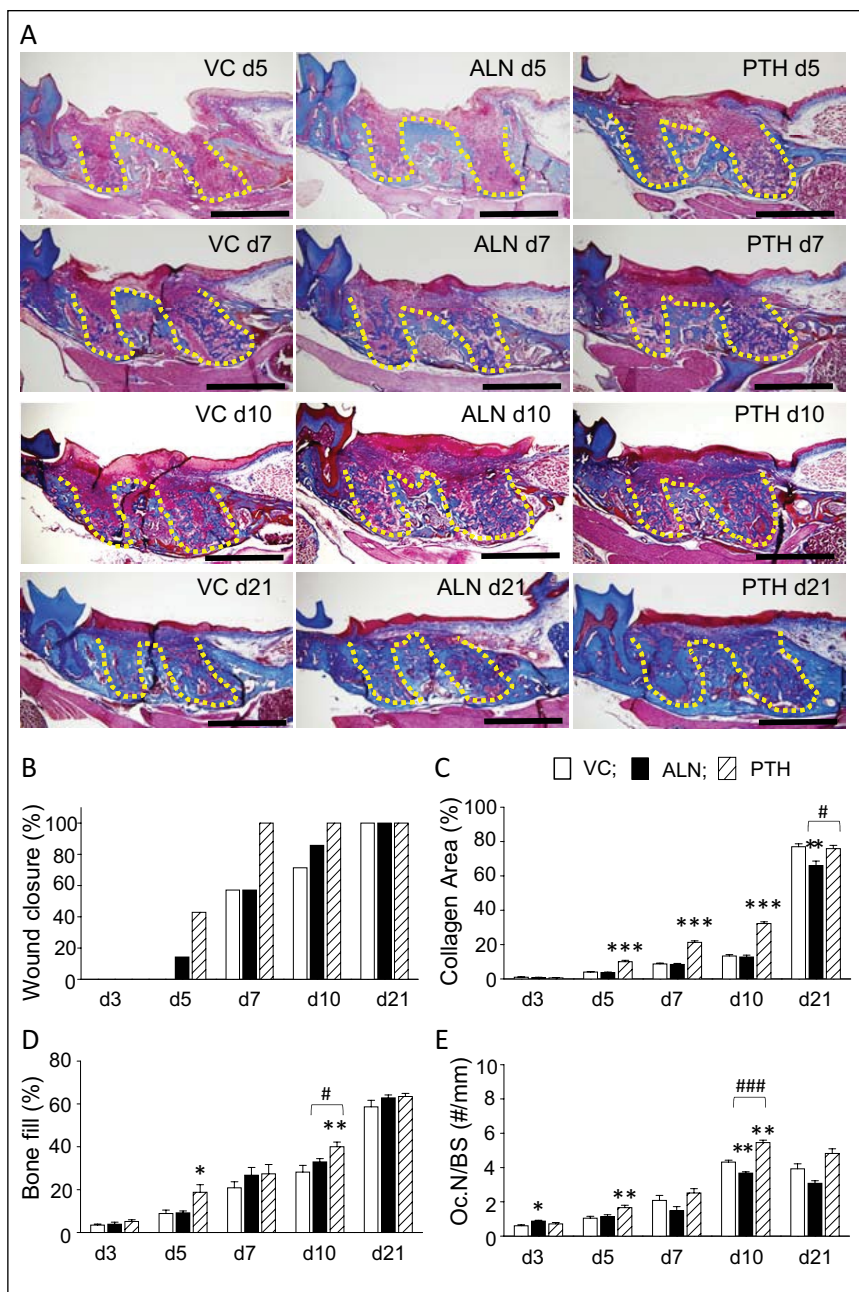 A
VC d5
ALN d5
PTH d5
VC d7
ALN d7
PTH d7
VC d10
ALN d10
PTH d10
VC d21
ALN d21
PTH d21
B
Wound closure (%)
100
80
60
40
20
0
d3 d5 d7 d10 d21
C
VC; ALN; PTH
Collagen Area (%)
100
80
60
40
20
0
***
***
***
**
#
d3 d5 d7 d10 d21
D
Bone fill (%)
80
60
40
20
0
*
#
**
d3 d5 d7 d10 d21
E
Oc.N/BS (#/mm)
10
8
6
4
2
0
*
**
###
**
**
d3 d5 d7 d10 d21